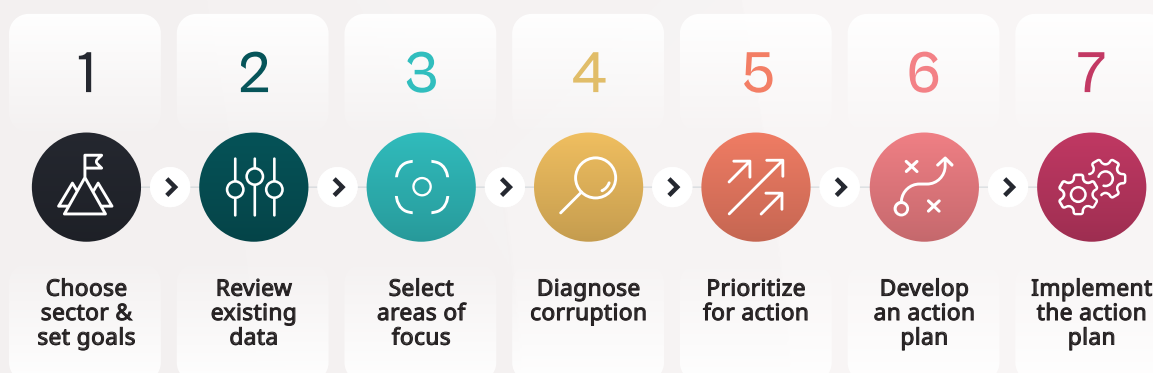 1
2
3
4
5
6
7
Choose
sector &
set goals
Review
existing
data
Select
areas of
focus
Diagnose
corruption
Prioritize
for action
Develop
an action
plan
Implement
the action
plan